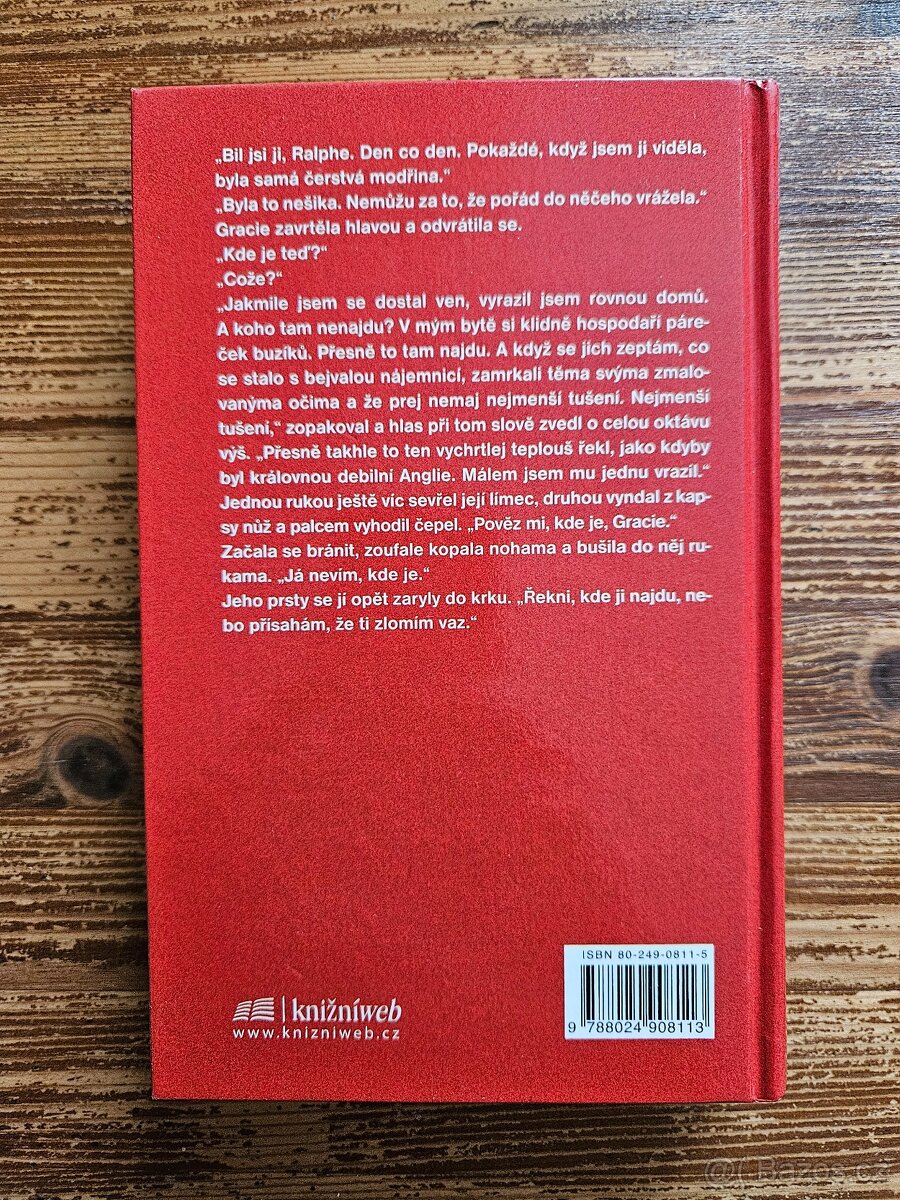 „Bil jsi ji, Ralphe. Den co den. Pokaždé, když jsem ji viděla,
byla samá čerstvá modřina.“
„Byla to nešika. Nemůžu za to, že pořád do něčeho vrážela.“
Gracie zavrtěla hlavou a odvrátila se.
„Kde je teď?“
„Cože?“
„Jakmile jsem se dostal ven, vyrazil jsem rovnou domů.
A koho tam nenajdu? V mým bytě si klidně hospodaří páre-
ček buzíků. Přesně to tam najdu. A když se jich zeptám, co
se stalo s bejvalou nájemnicí, zamrkali těma svýma zmalo-
vanýma očima a že prej nemaj nejmenší tušení. Nejmenší
tušení,“ zopakoval a hlas při tom slově zvedl o celou oktávu
výš. „Přesně takhle to ten vychrtlej teplouš řekl, jako kdyby
byl královnou debilní Anglie. Málem jsem mu jednu vrazil.“
Jednou rukou ještě víc sevřel její límec, druhou vyndal z kap-
sy nůž a palcem vyhodil čepel. „Pověz mi, kde je, Gracie.“
Začala se bránit, zoufale kopala nohama a bušila do něj ru-
kama. „Já nevím, kde je.“
Jeho prsty se jí opět zaryly do krku. „Řekni, kde ji najdu, ne-
bo přísahám, že ti zlomím vaz.“
ISBN 80-249-0811-5
9 788024 908113
knižníweb
www.knizniweb.cz
Bazos.cz